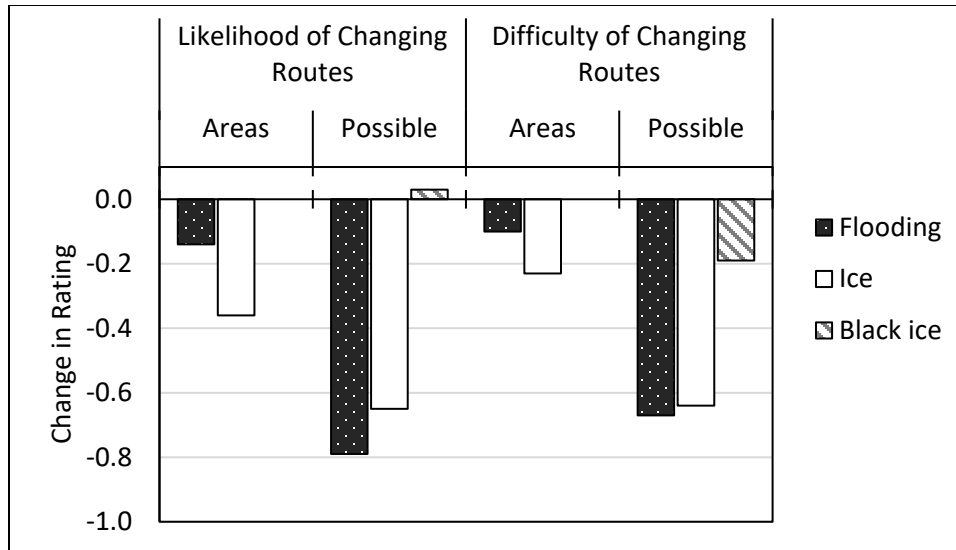 Likelihood of Changing Routes
Difficulty of Changing Routes
Areas
Possible
Areas
Possible
0.0
-0.2
-0.4
-0.6
-0.8
-1.0
Change in Rating
Flooding
Ice
Black ice